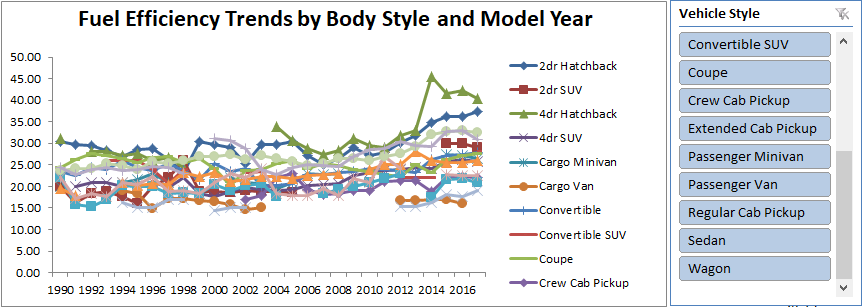 Fuel Efficiency Trends by Body Style and Model Year
50.00
45.00
40.00
35.00
30.00
25.00
20.00
15.00
10.00
5.00
0.00
1990 1992 1994 1996 1998 2000 2002 2004 2006 2008 2010 2012 2014 2016
2dr Hatchback
2dr SUV
4dr Hatchback
4dr SUV
Cargo Minivan
Cargo Van
Convertible
Convertible SUV
Coupe
Crew Cab Pickup
Vehicle Style
Convertible SUV
Coupe
Crew Cab Pickup
Extended Cab Pickup
Passenger Minivan
Passenger Van
Regular Cab Pickup
Sedan
Wagon